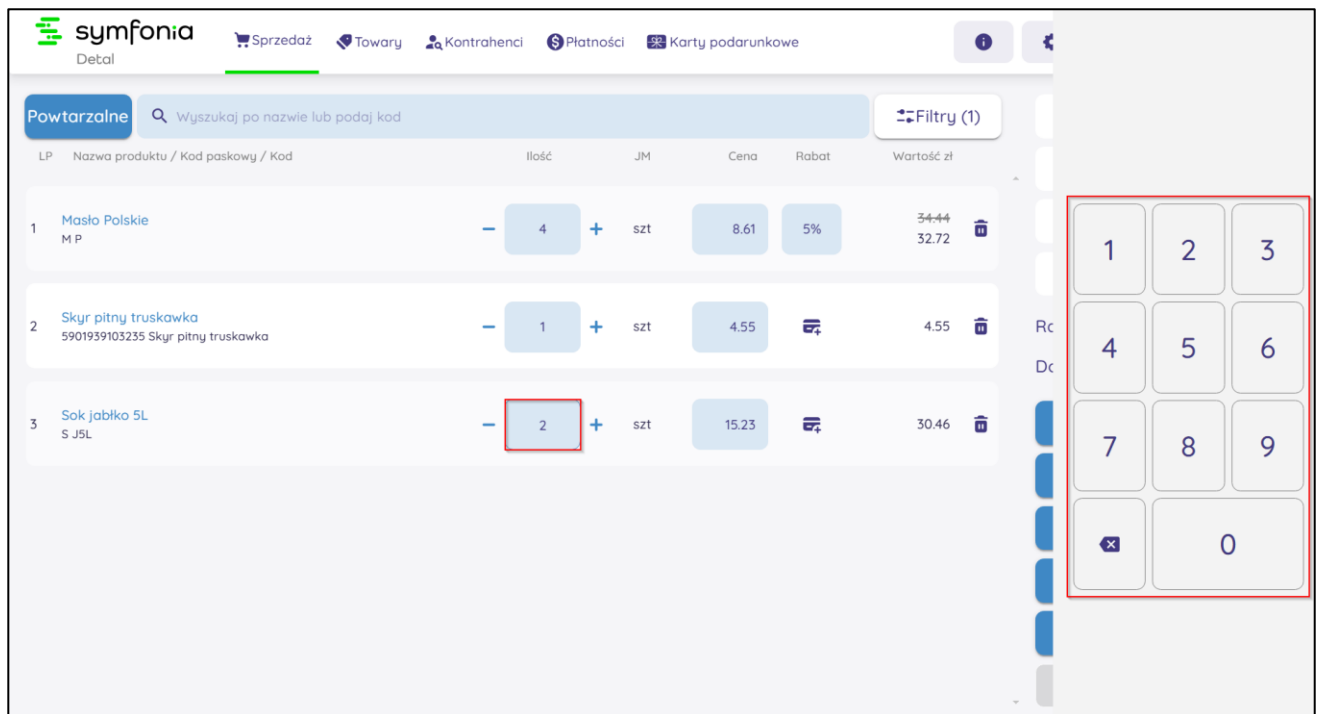 symfonia
Detal
Sprzedaż Towary Kontrahenci Płatności Karty podarunkowe
Powtarzalne Wyszukaj po nazwie lub podaj kod Filtry (1)
LP Nazwa produktu / Kod paskowy / Kod Ilość JM Cena Rabat Wartość zł
1 Masło Polskie − 4 + szt 8.61 5% 34.44
M P 32.72
2 Skyr pitny truskawka − 1 + szt 4.55 4.55
5901939103235 Skyr pitny truskawka
3 Sok jabłko 5L − 2 + szt 15.23 30.46
S J5L
1 2 3
4 5 6
7 8 9
0